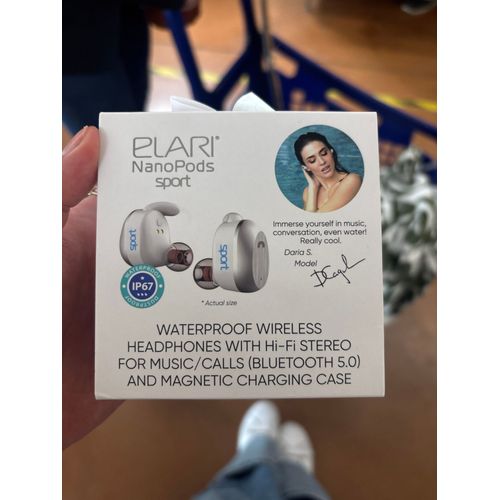 ELARI®
NanoPods
sport
Immerse yourself in music,
conversation, even water!
Really cool.
Daria S.
Model
sport
sport
WATERPROOF
IP67
* Actual size
WATERPROOF WIRELESS
HEADPHONES WITH Hi-Fi STEREO
FOR MUSIC/CALLS (BLUETOOTH 5.0)
AND MAGNETIC CHARGING CASE